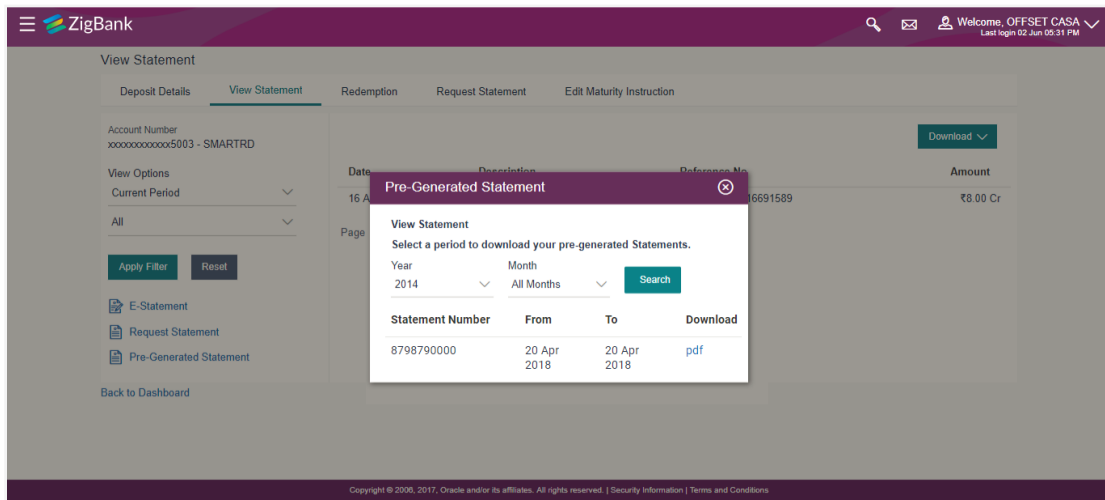 ZigBank
Welcome, OFFSET CASA
Last login 02 Jun 05:31 PM
View Statement
Deposit Details View Statement Redemption Request Statement Edit Maturity Instruction
Account Number
xxxxxxxxxxxx5003 - SMARTRD
Download
View Options
Current Period
All
Apply Filter Reset
E-Statement
Request Statement
Pre-Generated Statement
Back to Dashboard
Date Description Reference No Amount
16 A 16691589 ₹8.00 Cr
Page
Pre-Generated Statement
View Statement
Select a period to download your pre-generated Statements.
Year Month
2014 All Months Search
Statement Number From To Download
8798790000 20 Apr 2018 20 Apr 2018 pdf
Copyright © 2006, 2017, Oracle and/or its affiliates. All rights reserved. | Security Information | Terms and Conditions